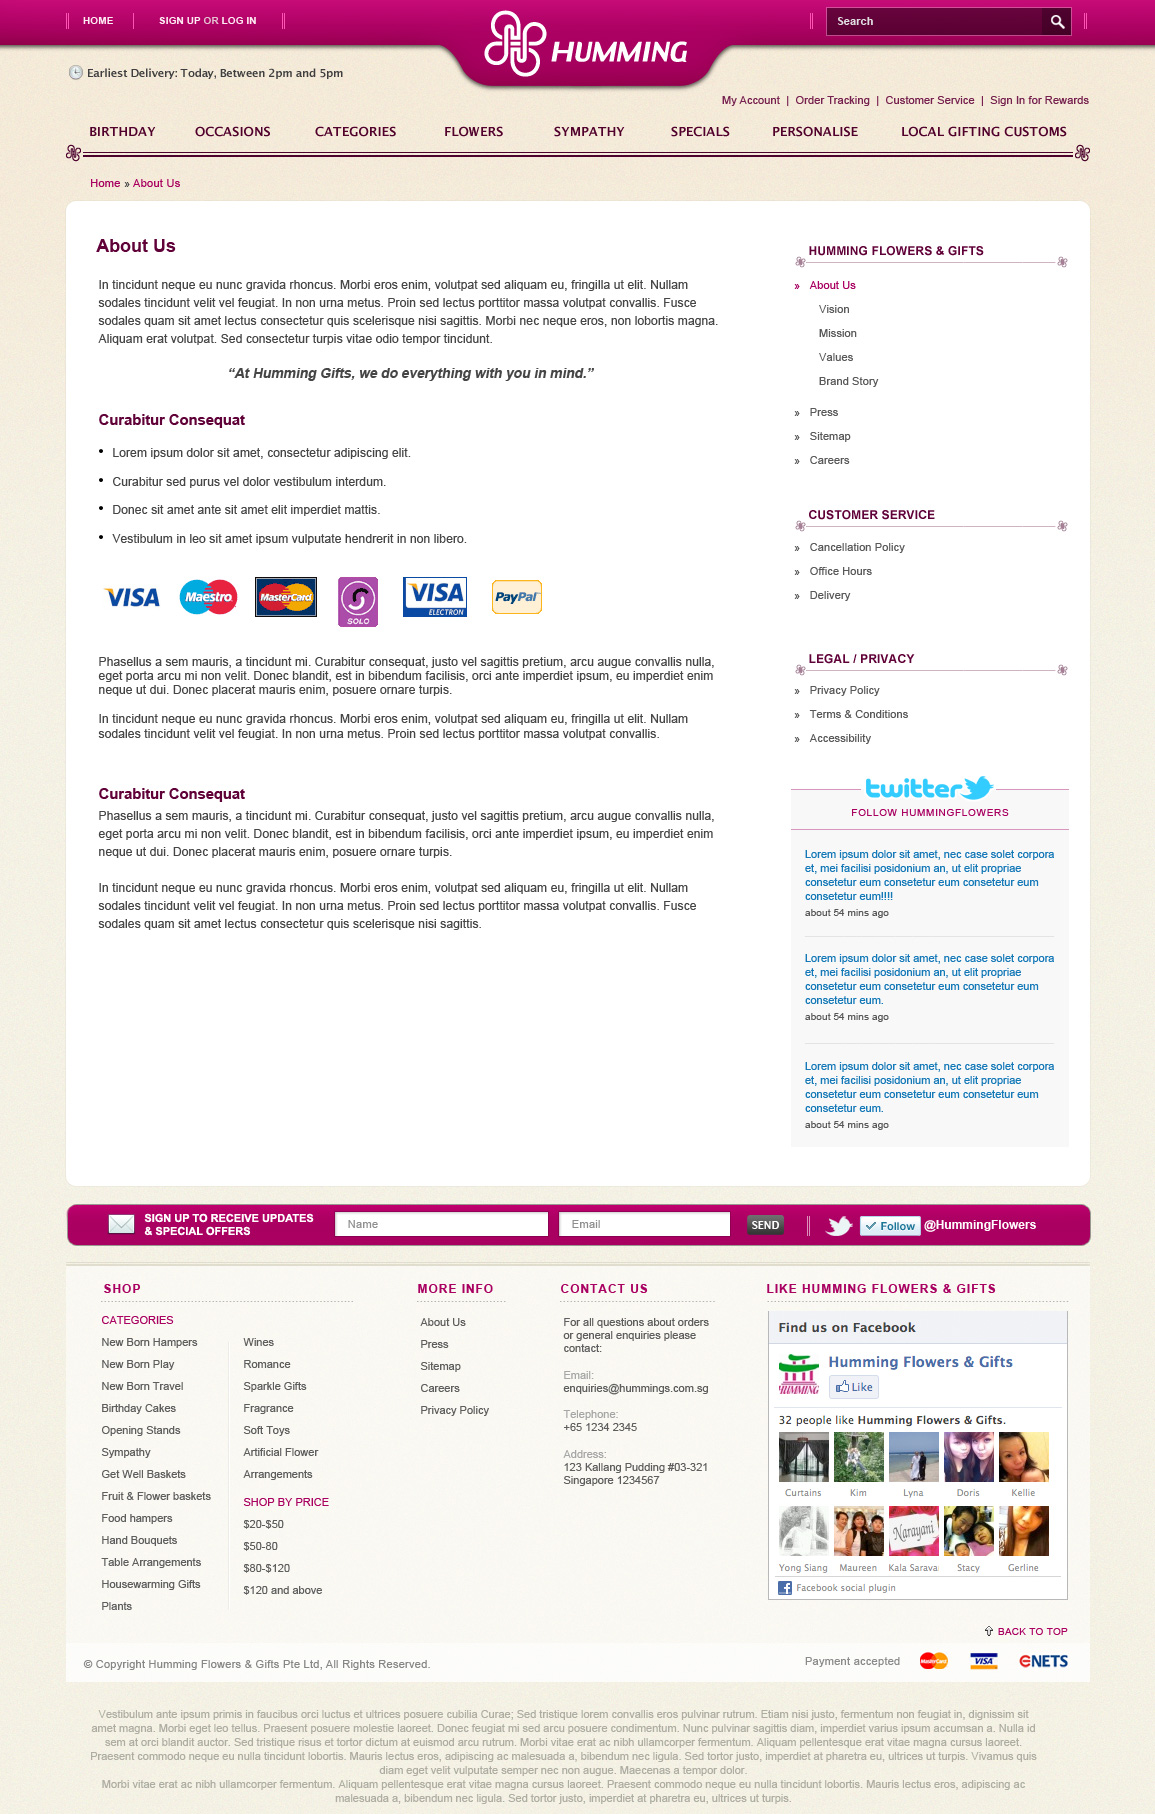 HOME
SIGN UP OR LOG IN
HUMMING
Search
Earliest Delivery: Today, Between 2pm and 5pm
My Account | Order Tracking | Customer Service | Sign In for Rewards
BIRTHDAY OCCASIONS CATEGORIES FLOWERS SYMPATHY SPECIALS PERSONALISE LOCAL GIFTING CUSTOMS
Home » About Us
About Us
In tincidunt neque eu nunc gravida rhoncus. Morbi eros enim, volutpat sed aliquam eu, fringilla ut elit. Nullam
sodales tincidunt velit vel feugiat. In non urna metus. Proin sed lectus porttitor massa volutpat convallis. Fusce
sodales quam sit amet lectus consectetur quis scelerisque nisi sagittis. Morbi nec neque eros, non lobortis magna.
Aliquam erat volutpat. Sed consectetur turpis vitae odio tempor tincidunt.
“At Humming Gifts, we do everything with you in mind.”
Curabitur Consequat
• Lorem ipsum dolor sit amet, consectetur adipiscing elit.
• Curabitur sed purus vel dolor vestibulum interdum.
• Donec sit amet ante sit amet elit imperdiet mattis.
• Vestibulum in leo sit amet ipsum vulputate hendrerit in non libero.
VISA Maestro MasterCard SOLO VISA ELECTRON PayPal
Phasellus a sem mauris, a tincidunt mi. Curabitur consequat, justo vel sagittis pretium, arcu augue convallis nulla,
eget porta arcu mi non velit. Donec blandit, est in bibendum facilisis, orci ante imperdiet ipsum, eu imperdiet enim
neque ut dui. Donec placerat mauris enim, posuere ornare turpis.
In tincidunt neque eu nunc gravida rhoncus. Morbi eros enim, volutpat sed aliquam eu, fringilla ut elit. Nullam
sodales tincidunt velit vel feugiat. In non urna metus. Proin sed lectus porttitor massa volutpat convallis.
Curabitur Consequat
Phasellus a sem mauris, a tincidunt mi. Curabitur consequat, justo vel sagittis pretium, arcu augue convallis nulla,
eget porta arcu mi non velit. Donec blandit, est in bibendum facilisis, orci ante imperdiet ipsum, eu imperdiet enim
neque ut dui. Donec placerat mauris enim, posuere ornare turpis.
In tincidunt neque eu nunc gravida rhoncus. Morbi eros enim, volutpat sed aliquam eu, fringilla ut elit. Nullam
sodales tincidunt velit vel feugiat. In non urna metus. Proin sed lectus porttitor massa volutpat convallis. Fusce
sodales quam sit amet lectus consectetur quis scelerisque nisi sagittis.
HUMMING FLOWERS & GIFTS
» About Us
Vision
Mission
Values
Brand Story
» Press
» Sitemap
» Careers
CUSTOMER SERVICE
» Cancellation Policy
» Office Hours
» Delivery
LEGAL / PRIVACY
» Privacy Policy
» Terms & Conditions
» Accessibility
twitter
FOLLOW HUMMINGFLOWERS
Lorem ipsum dolor sit amet, nec case solet corpora
et, mei facilisi posidonium an, ut elit propriae
consetetur eum consetetur eum consetetur eum
consetetur eum!!!!
about 54 mins ago
Lorem ipsum dolor sit amet, nec case solet corpora
et, mei facilisi posidonium an, ut elit propriae
consetetur eum consetetur eum consetetur eum
consetetur eum.
about 54 mins ago
Lorem ipsum dolor sit amet, nec case solet corpora
et, mei facilisi posidonium an, ut elit propriae
consetetur eum consetetur eum consetetur eum
consetetur eum.
about 54 mins ago
SIGN UP TO RECEIVE UPDATES
& SPECIAL OFFERS
Name
Email
SEND
Follow @HummingFlowers
SHOP
CATEGORIES
New Born Hampers
New Born Play
New Born Travel
Birthday Cakes
Opening Stands
Sympathy
Get Well Baskets
Fruit & Flower baskets
Food hampers
Hand Bouquets
Table Arrangements
Housewarming Gifts
Plants
Wines
Romance
Sparkle Gifts
Fragrance
Soft Toys
Artificial Flower
Arrangements
SHOP BY PRICE
$20-$50
$50-80
$80-$120
$120 and above
MORE INFO
About Us
Press
Sitemap
Careers
Privacy Policy
CONTACT US
For all questions about orders
or general enquiries please
contact:
Email:
enquiries@hummings.com.sg
Telephone:
+65 1234 2345
Address:
123 Kallang Pudding #03-321
Singapore 1234567
LIKE HUMMING FLOWERS & GIFTS
Find us on Facebook
HUMMING
Humming Flowers & Gifts
Like
32 people like Humming Flowers & Gifts.
Curtains Kim Lyna Doris Kellie
Narayani
Yong Siang Maureen Kala Sarava Stacy Gerline
Facebook social plugin
BACK TO TOP
© Copyright Humming Flowers & Gifts Pte Ltd, All Rights Reserved.
Payment accepted MasterCard VISA eNETS
Vestibulum ante ipsum primis in faucibus orci luctus et ultrices posuere cubilia Curae; Sed tristique lorem convallis eros pulvinar rutrum. Etiam nisi justo, fermentum non feugiat in, dignissim sit
amet magna. Morbi eget leo tellus. Praesent posuere molestie laoreet. Donec feugiat mi sed arcu posuere condimentum. Nunc pulvinar sagittis diam, imperdiet varius ipsum accumsan a. Nulla id
sem at orci blandit auctor. Sed tristique risus et tortor dictum at euismod arcu rutrum. Morbi vitae erat ac nibh ullamcorper fermentum. Aliquam pellentesque erat vitae magna cursus laoreet.
Praesent commodo neque eu nulla tincidunt lobortis. Mauris lectus eros, adipiscing ac malesuada a, bibendum nec ligula. Sed tortor justo, imperdiet at pharetra eu, ultrices ut turpis. Vivamus quis
diam eget velit vulputate semper nec non augue. Maecenas a tempor dolor.
Morbi vitae erat ac nibh ullamcorper fermentum. Aliquam pellentesque erat vitae magna cursus laoreet. Praesent commodo neque eu nulla tincidunt lobortis. Mauris lectus eros, adipiscing ac
malesuada a, bibendum nec ligula. Sed tortor justo, imperdiet at pharetra eu, ultrices ut turpis.